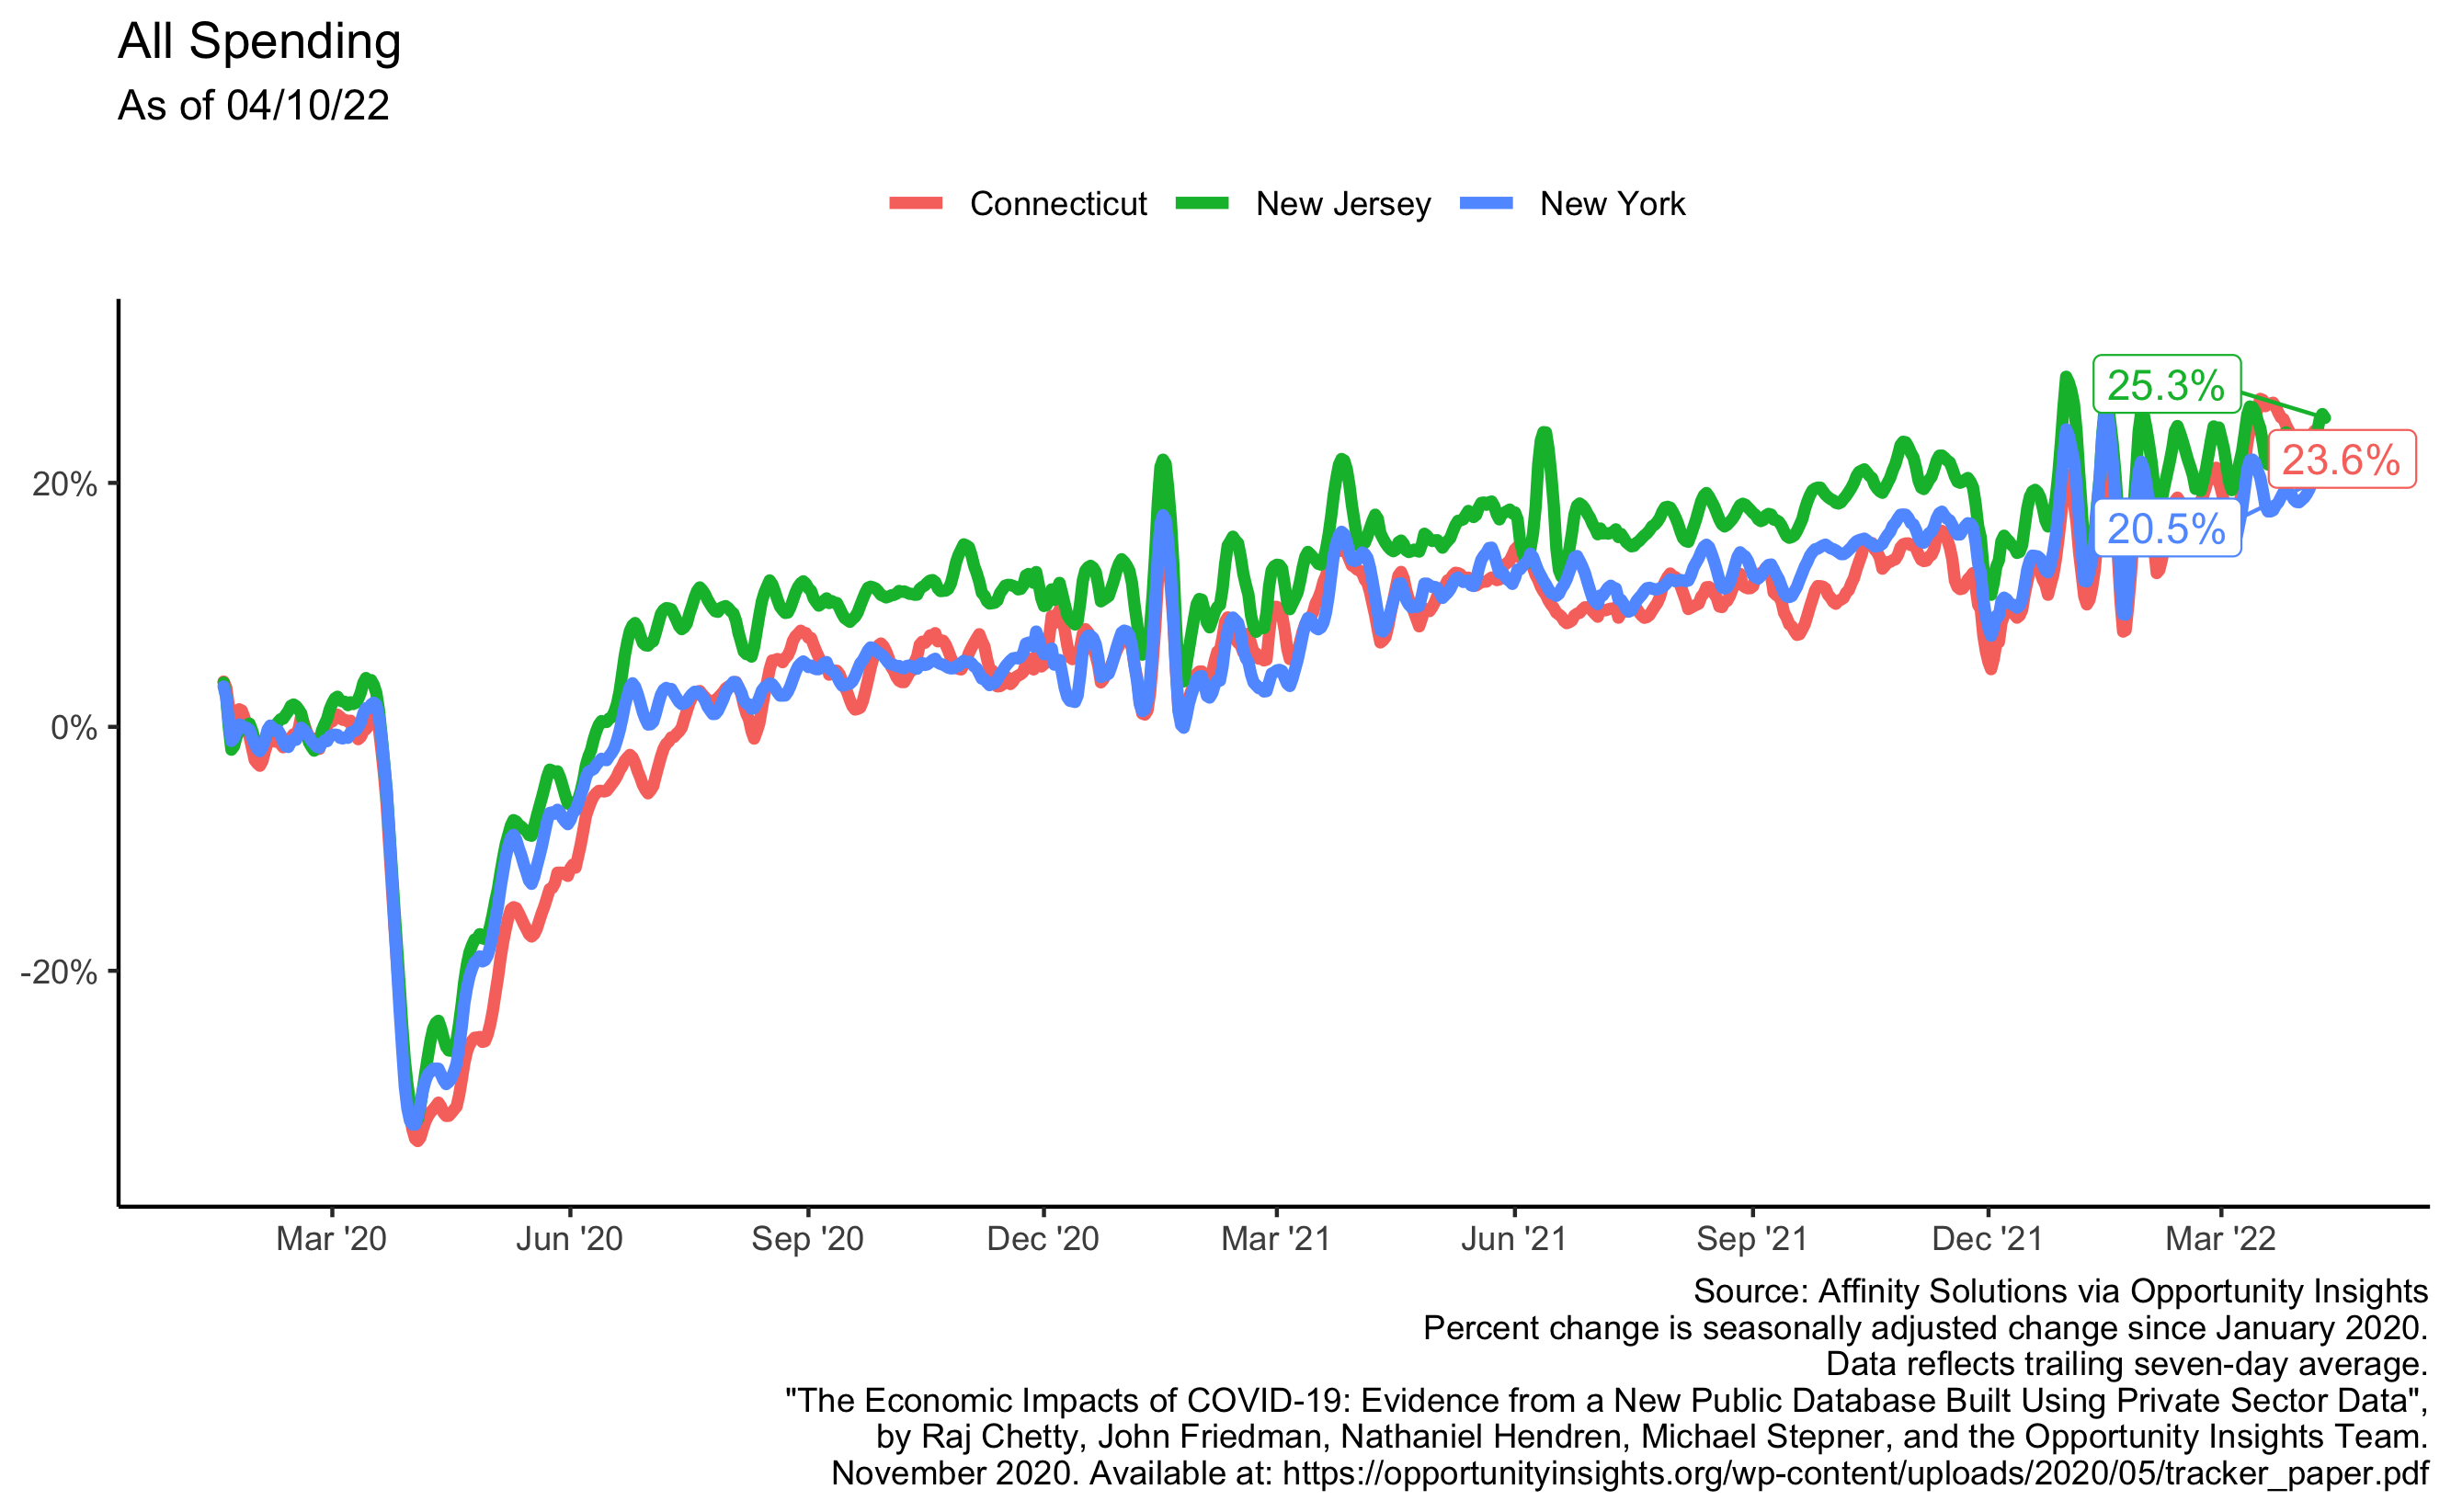 All Spending
As of 04/10/22
Connecticut New Jersey New York
25.3%
23.6%
20.5%
20%
0%
-20%
Mar '20 Jun '20 Sep '20 Dec '20 Mar '21 Jun '21 Sep '21 Dec '21 Mar '22
Source: Affinity Solutions via Opportunity Insights
Percent change is seasonally adjusted change since January 2020.
Data reflects trailing seven-day average.
"The Economic Impacts of COVID-19: Evidence from a New Public Database Built Using Private Sector Data",
by Raj Chetty, John Friedman, Nathaniel Hendren, Michael Stepner, and the Opportunity Insights Team.
November 2020. Available at: https://opportunityinsights.org/wp-content/uploads/2020/05/tracker_paper.pdf